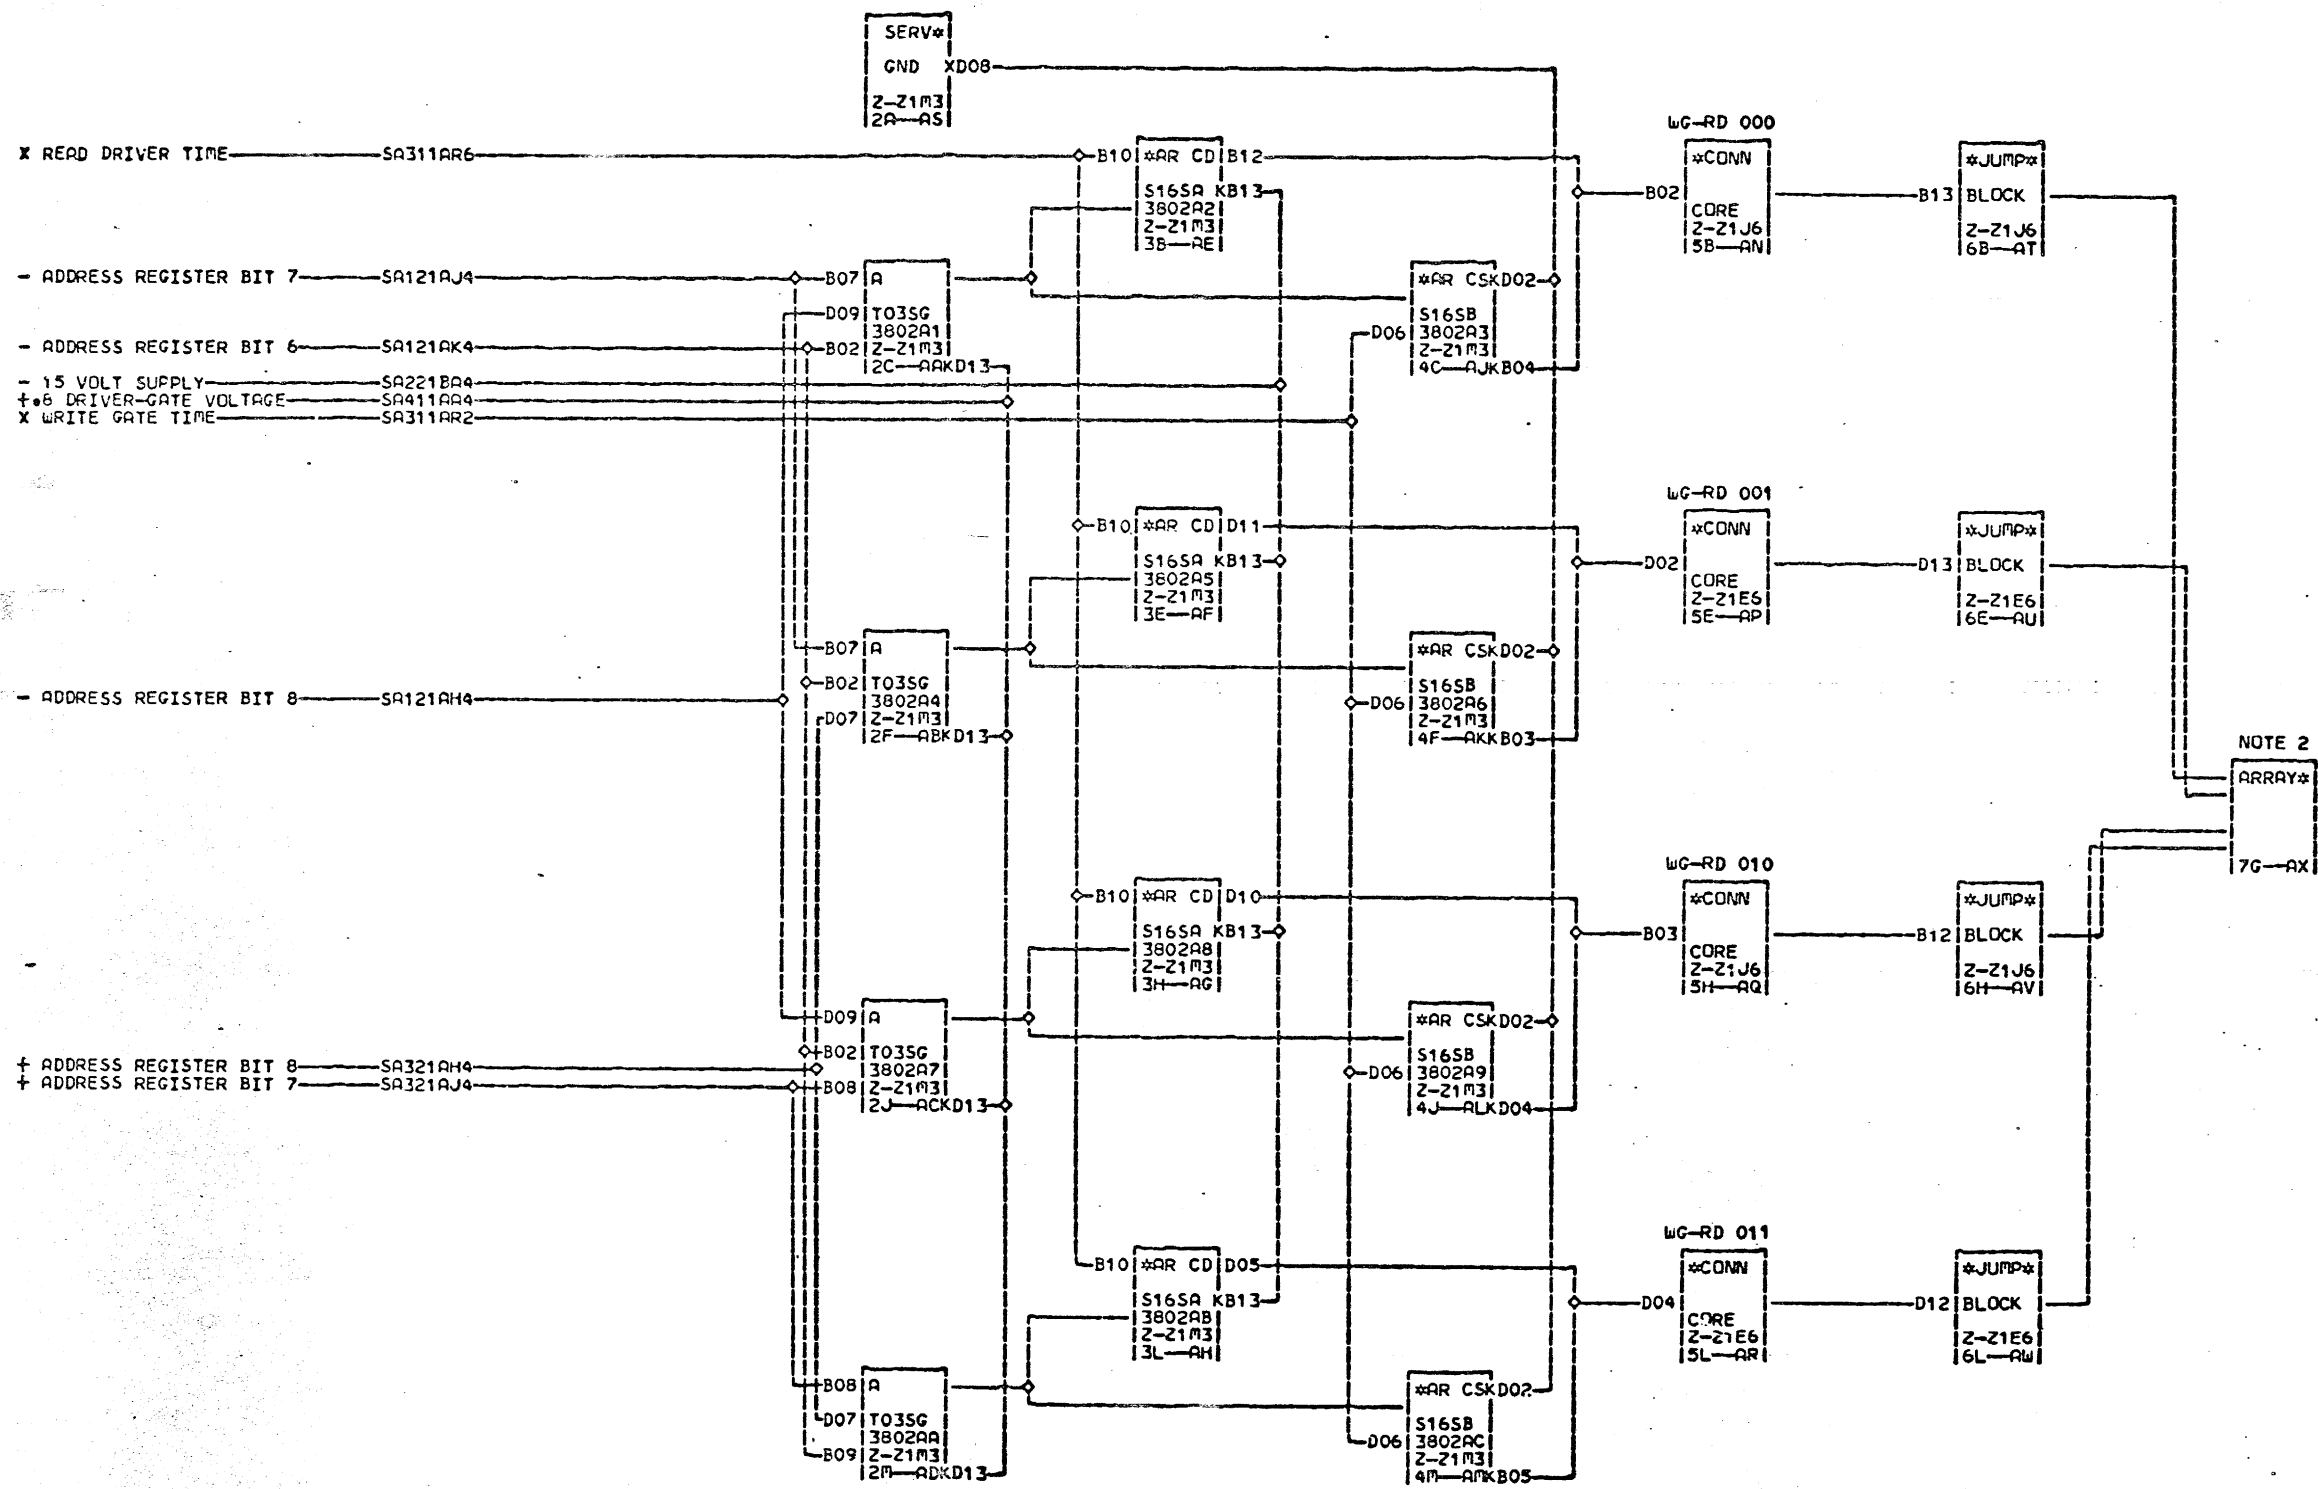 SERV*
GND XD08
Z-Z1M3
2A—AS
WG-RD 000
X READ DRIVER TIME SA311AR6 B10 *AR CD B12 *CONN *JUMP*
S16SA KB13 B02 B13 BLOCK
3802A2 CORE
Z-Z1M3 Z-Z1J6 Z-Z1J6
3B—AE 5B—AN 6B—AT
- ADDRESS REGISTER BIT 7 SA121AJ4 B07 A *AR CSKD02
D09 T03SG S16SB
3802A1 D06 3802A3
- ADDRESS REGISTER BIT 6 SA121AK4 B02 Z-Z1M3 Z-Z1M3
2C—AAKD13 4C—AJKB04
- 15 VOLT SUPPLY SA221BA4
+.6 DRIVER-GATE VOLTAGE SA411AA4
X WRITE GATE TIME SA311AR2
WG-RD 001
B10 *AR CD D11 *CONN *JUMP*
S16SA KB13 D02 D13 BLOCK
3802A5 CORE
Z-Z1M3 Z-Z1E6 Z-Z1E6
3E—AF 5E—AP 6E—AU
B07 A *AR CSKD02
B02 T03SG S16SB
- ADDRESS REGISTER BIT 8 SA121AH4 3802A4 D06 3802A6
D07 Z-Z1M3 Z-Z1M3
2F—ABKD13 4F—AKKB03
NOTE 2
ARRAY*
7G—AX
WG-RD 010
B10 *AR CD D10 *CONN *JUMP*
S16SA KB13 B03 B12 BLOCK
3802A8 CORE
Z-Z1M3 Z-Z1J6 Z-Z1J6
3H—AG 5H—AQ 6H—AV
D09 A *AR CSKD02
B02 T03SG S16SB
+ ADDRESS REGISTER BIT 8 SA321AH4 3802A7 D06 3802A9
+ ADDRESS REGISTER BIT 7 SA321AJ4 B08 Z-Z1M3 Z-Z1M3
2J—ACKD13 4J—ALKD04
WG-RD 011
B10 *AR CD D05 *CONN *JUMP*
S16SA KB13 D04 D12 BLOCK
3802AB CORE
Z-Z1M3 Z-Z1E6 Z-Z1E6
3L—AH 5L—AR 6L—AW
B08 A *AR CSKD02
D07 T03SG S16SB
3802AA D06 3802AC
B09 Z-Z1M3 Z-Z1M3
2M—ADKD13 4M—AMKB05